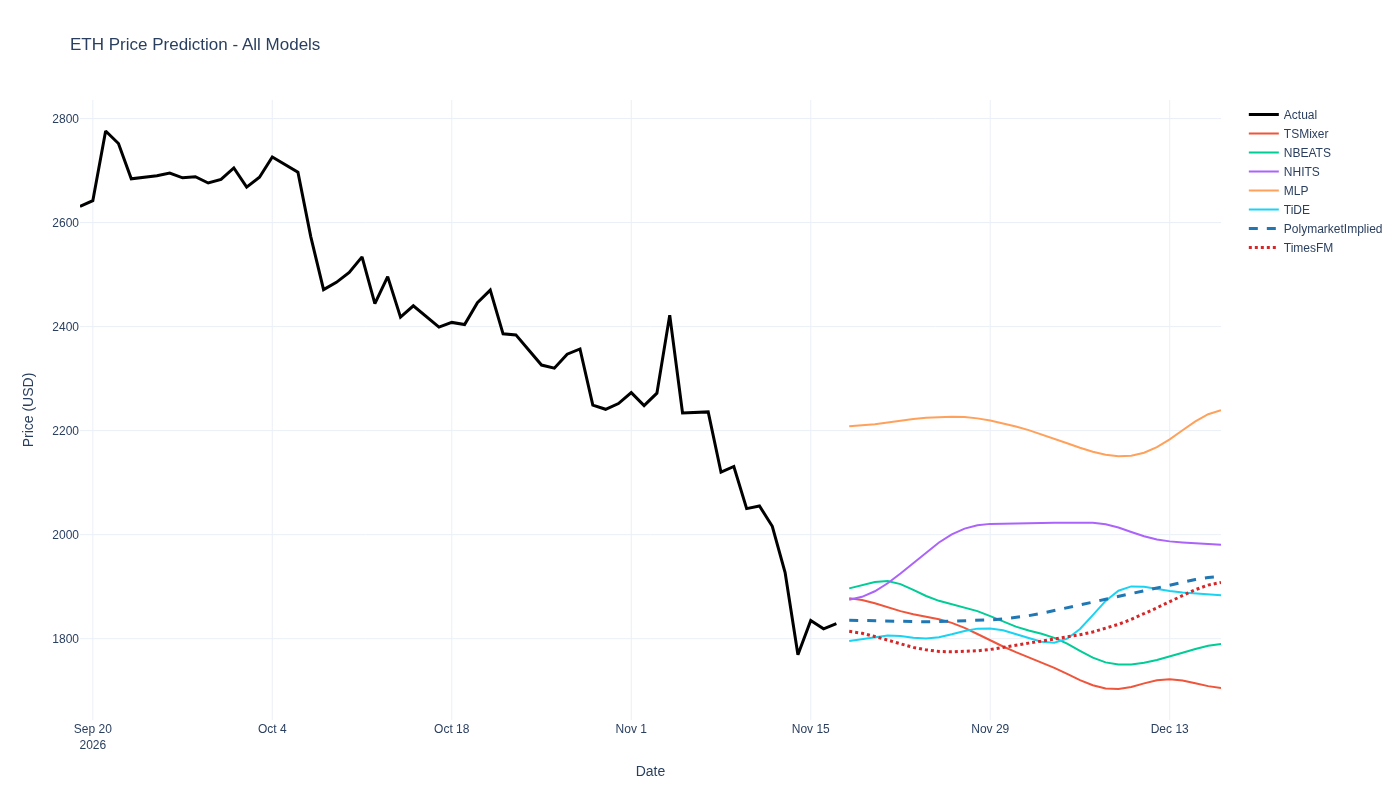 ETH Price Prediction - All Models
Price (USD)
2800
2600
2400
2200
2000
1800
Sep 20
2026
Oct 4
Oct 18
Nov 1
Nov 15
Nov 29
Dec 13
Date
Actual
TSMixer
NBEATS
NHITS
MLP
TiDE
PolymarketImplied
TimesFM